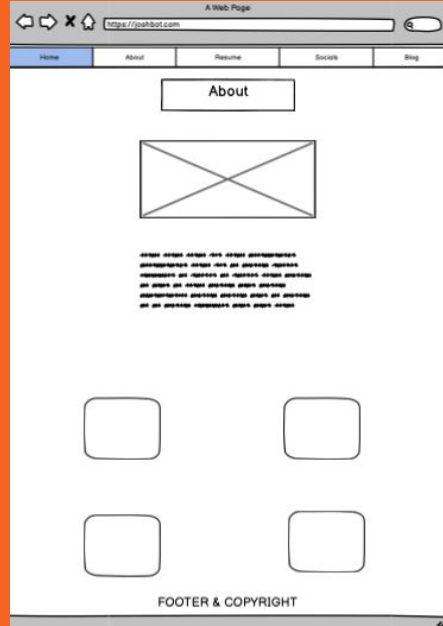 A Web Page
https://joshbot.com
Home About Resume Socials Blog
About
FOOTER & COPYRIGHT